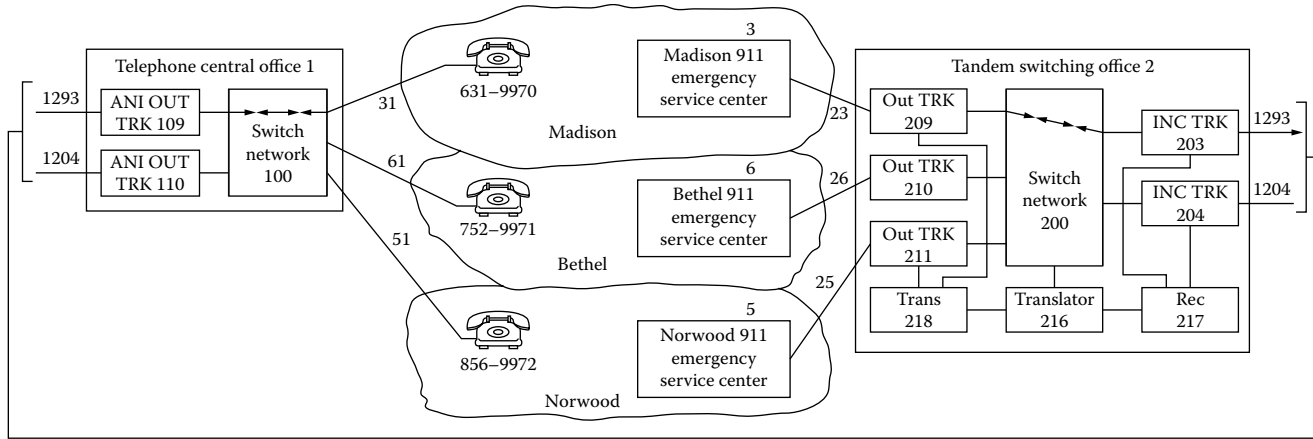 Telephone central office 1
1293
ANI OUT
TRK 109
1204
ANI OUT
TRK 110
Switch
network
100
31
61
51
631–9970
Madison
3
Madison 911
emergency
service center
752–9971
Bethel
6
Bethel 911
emergency
service center
856–9972
Norwood
5
Norwood 911
emergency
service center
23
26
25
Tandem switching office 2
Out TRK
209
Out TRK
210
Out TRK
211
Switch
network
200
INC TRK
203
1293
INC TRK
204
1204
Trans
218
Translator
216
Rec
217